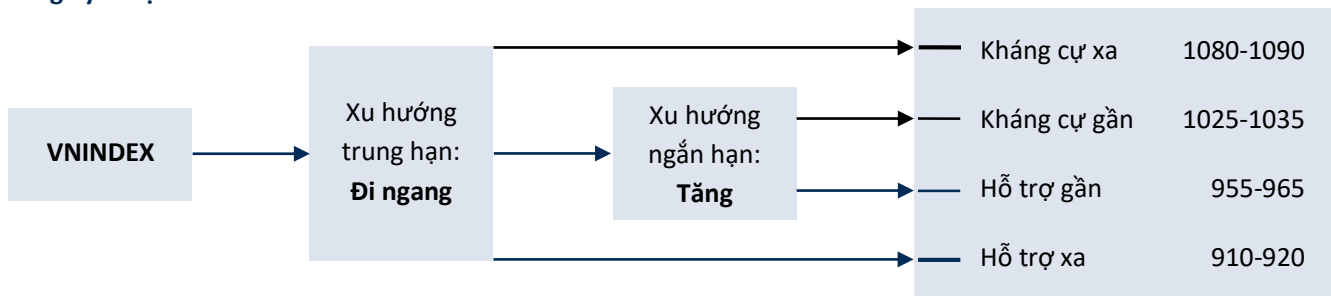 VNINDEX
Xu hướng
trung hạn:
Đi ngang
Xu hướng
ngắn hạn:
Tăng
Kháng cự xa 1080-1090
Kháng cự gần 1025-1035
Hỗ trợ gần 955-965
Hỗ trợ xa 910-920